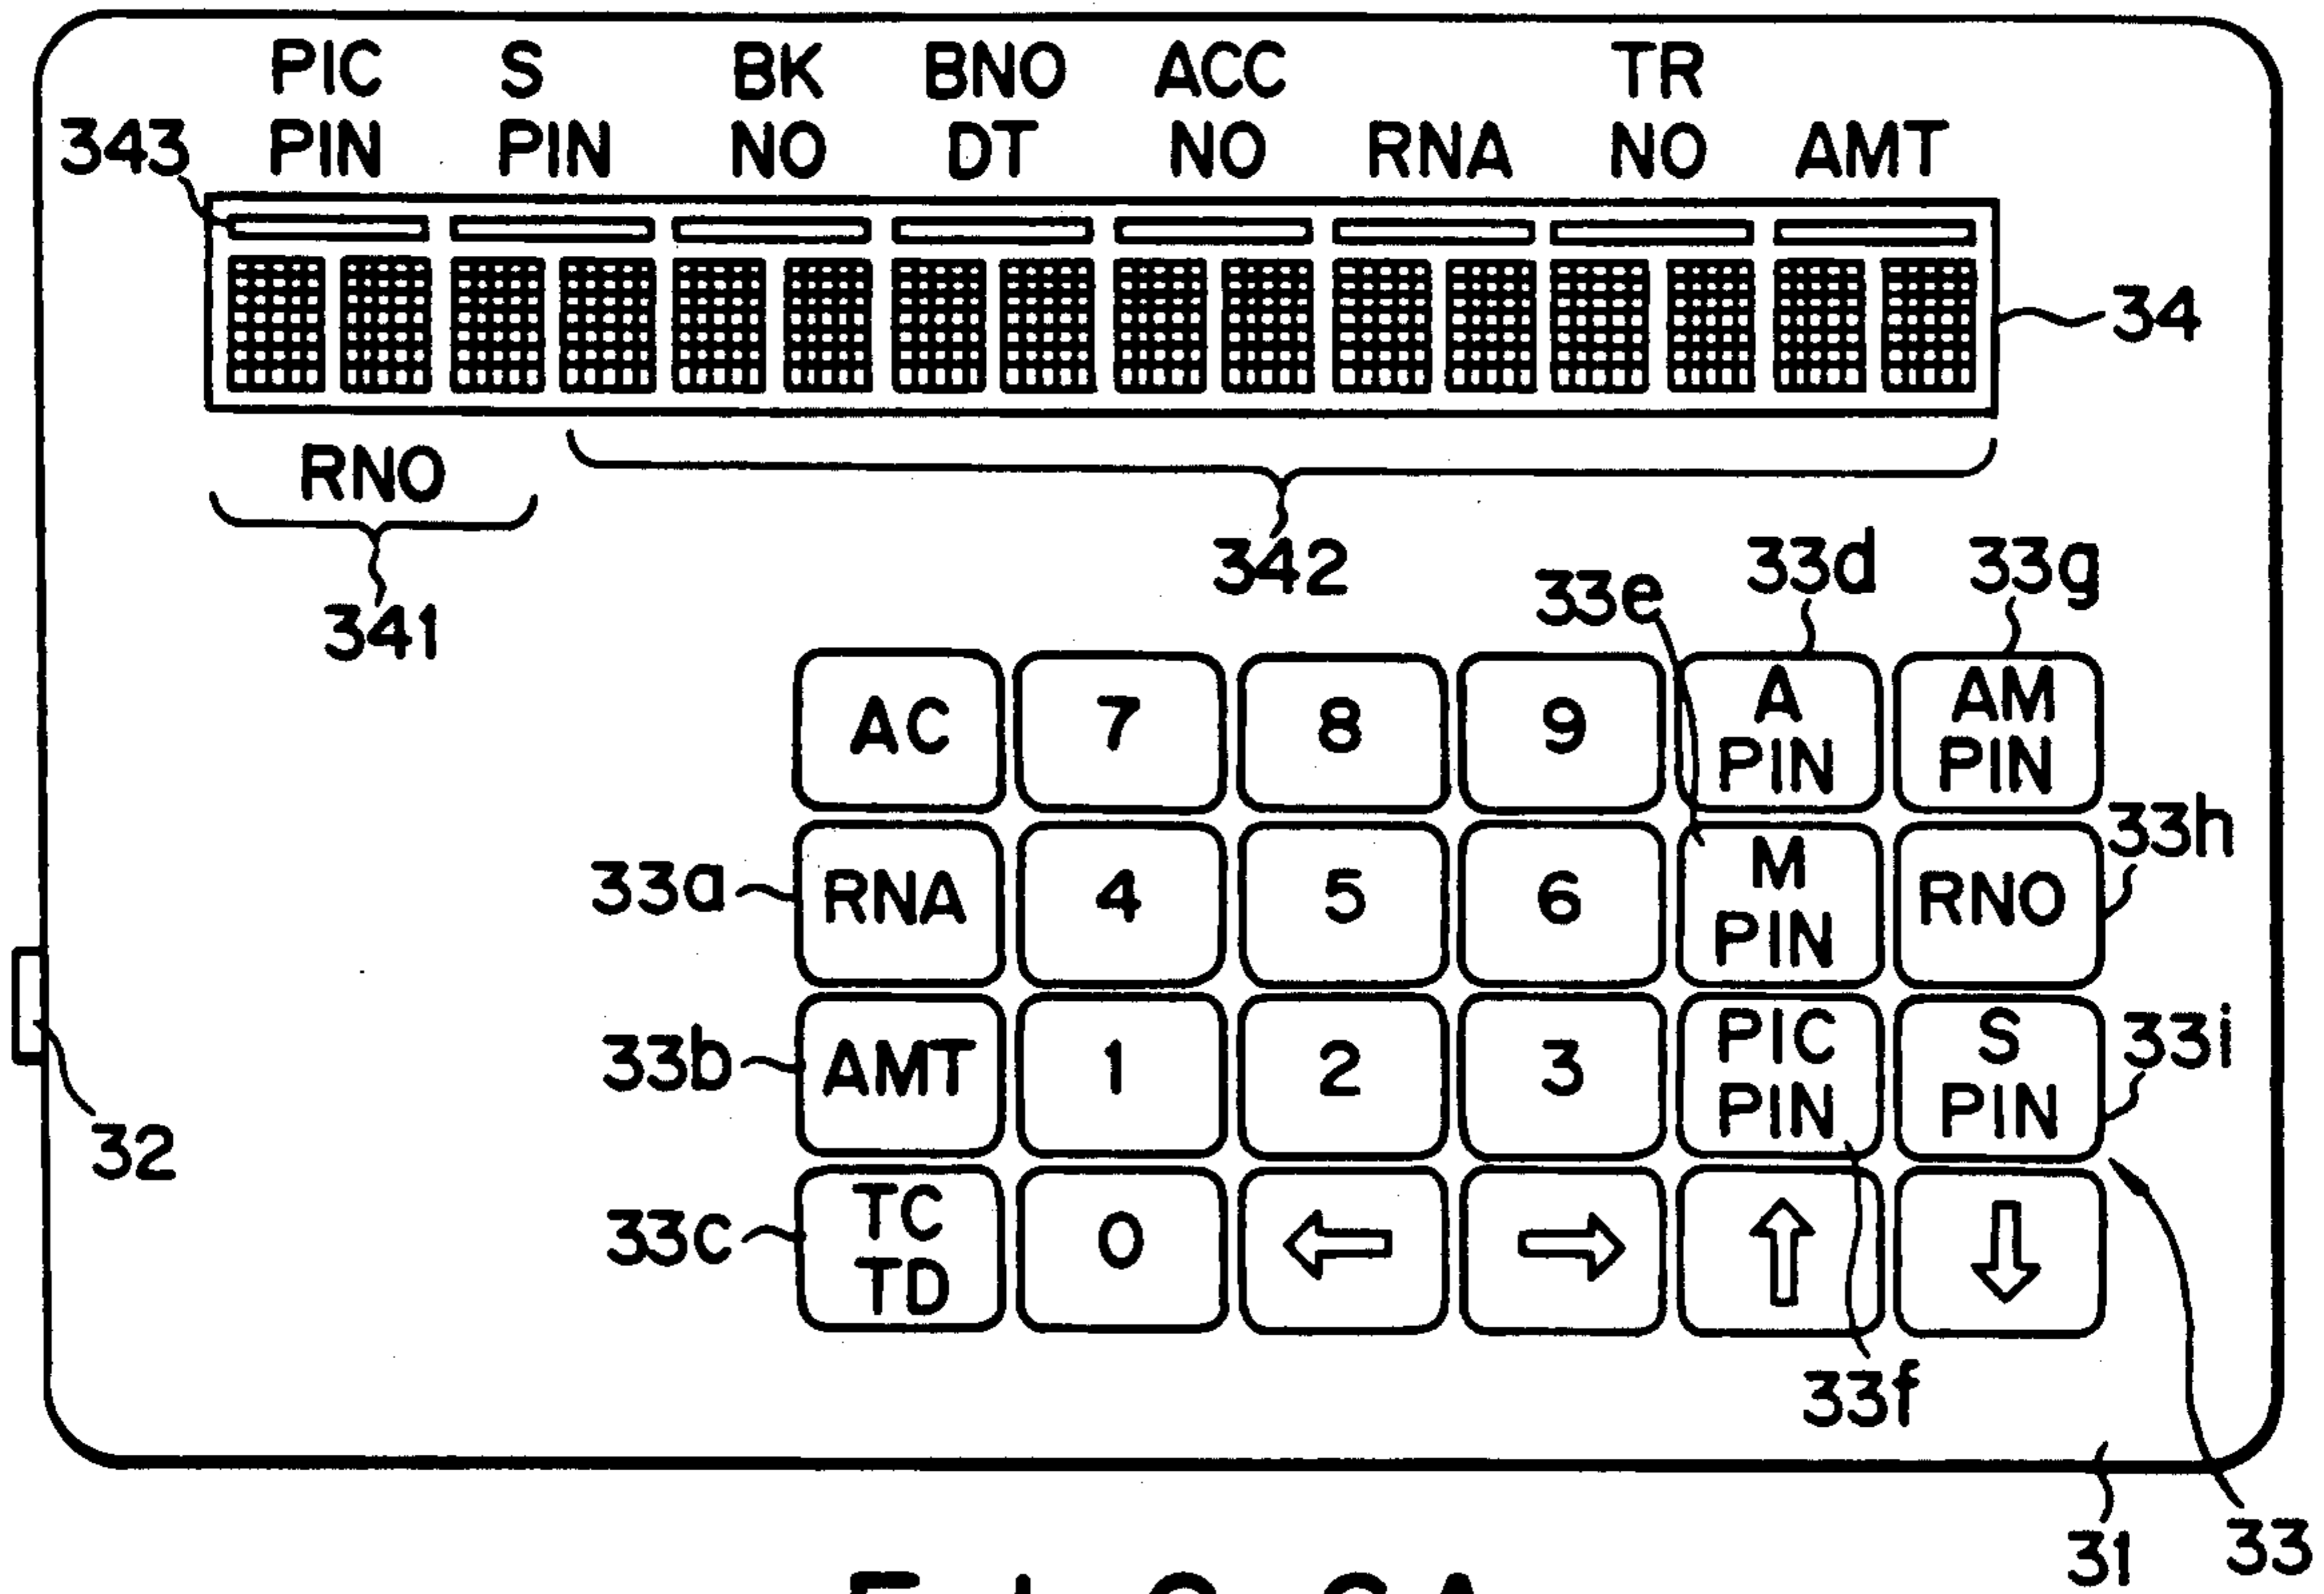 PIC S BK BNO ACC TR
343 PIN PIN NO DT NO RNA NO AMT
34
RNO
341
342
33e 33d 33g
AC 7 8 9 A PIN AM PIN
33a RNA 4 5 6 M PIN RNO 33h
33b AMT 1 2 3 PIC PIN S PIN 33i
32
33c TC TD 0 ← → ↑ ↓
33f
31 33